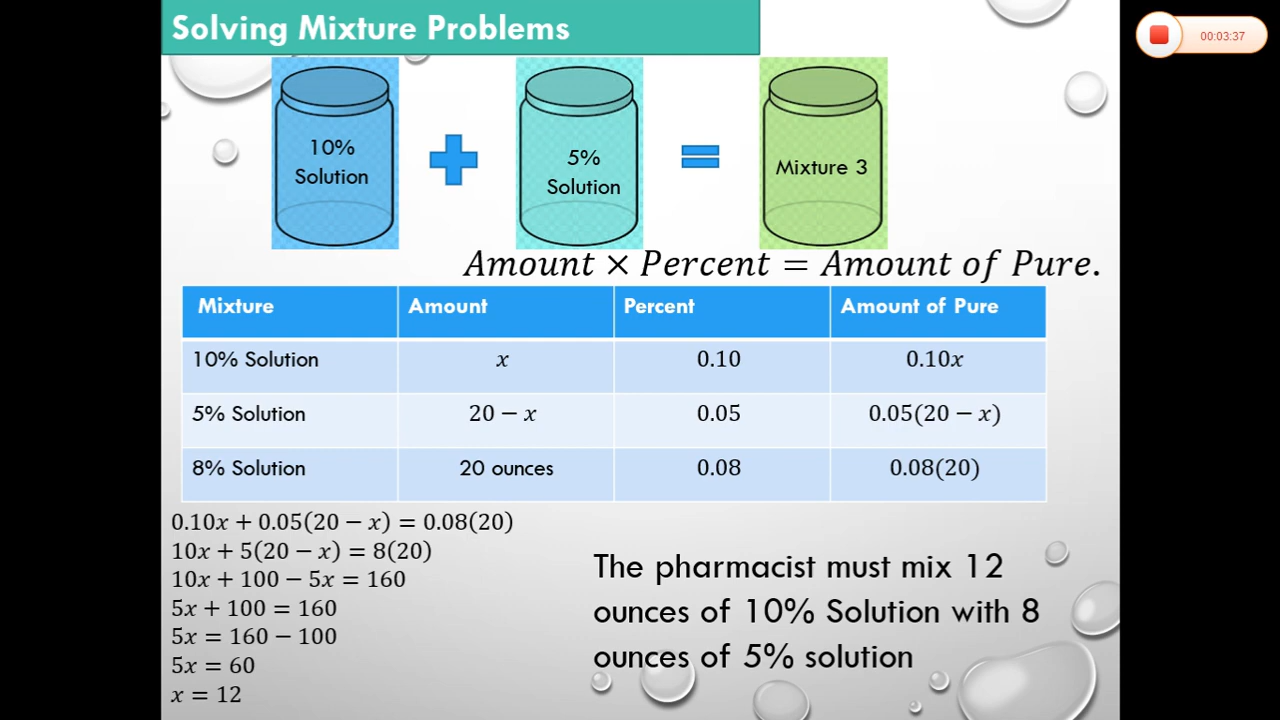 Solving Mixture Problems
00:03:37
10%
Solution
5%
Solution
Mixture 3
Amount × Percent = Amount of Pure.
Mixture Amount Percent Amount of Pure
10% Solution x 0.10 0.10x
5% Solution 20 − x 0.05 0.05(20 − x)
8% Solution 20 ounces 0.08 0.08(20)
0.10x + 0.05(20 − x) = 0.08(20)
10x + 5(20 − x) = 8(20)
10x + 100 − 5x = 160
5x + 100 = 160
5x = 160 − 100
5x = 60
x = 12
The pharmacist must mix 12
ounces of 10% Solution with 8
ounces of 5% solution